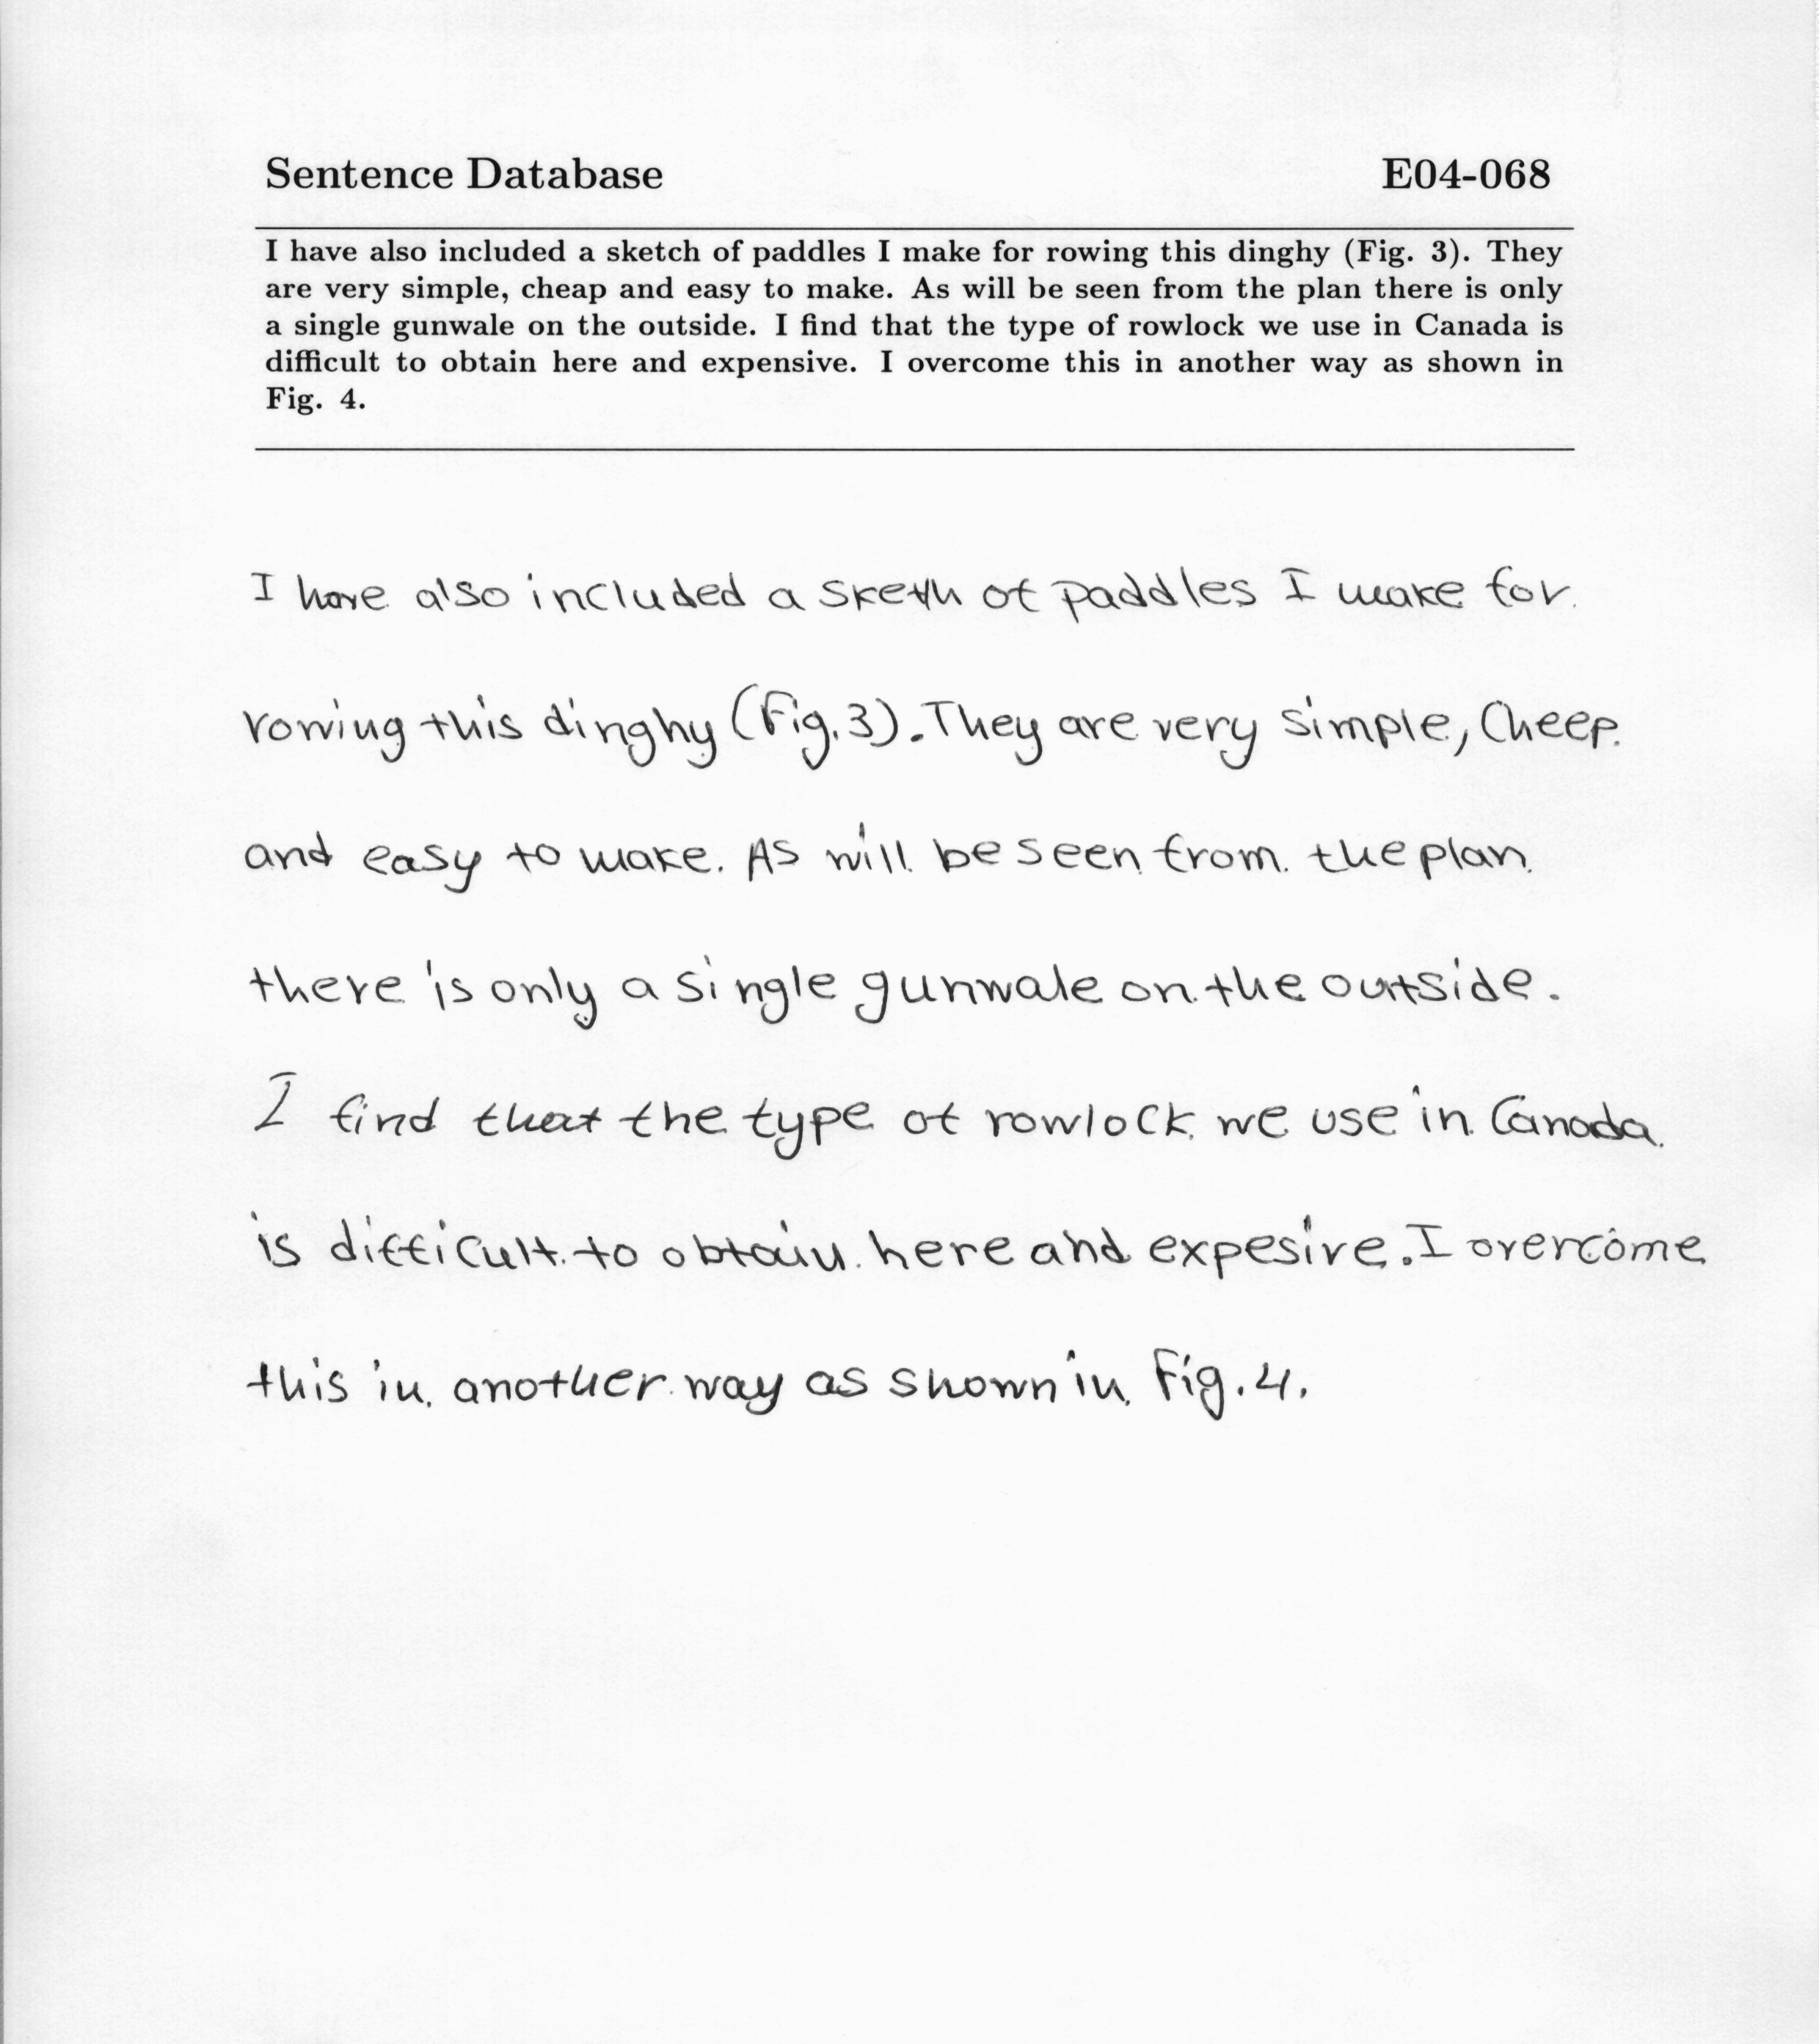 Sentence Database E04-068
I have also included a sketch of paddles I make for rowing this dinghy (Fig. 3). They
are very simple, cheap and easy to make. As will be seen from the plan there is only
a single gunwale on the outside. I find that the type of rowlock we use in Canada is
difficult to obtain here and expensive. I overcome this in another way as shown in
Fig. 4.
I have also included a sketh of paddles I make for
rowing this dinghy (Fig. 3). They are very simple, Cheep
and easy to make. As will be seen from the plan
there is only a single gunwale on the outside.
I find that the type of rowlock we use in Canada
is difficult to obtain here and expesive. I overcome
this in another way as shown in Fig. 4.